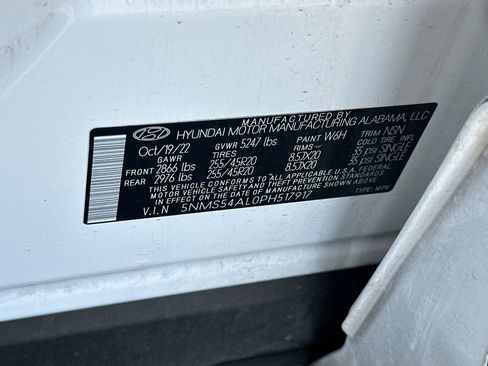 MANUFACTURED BY
HYUNDAI MOTOR MANUFACTURING ALABAMA, LLC
Oct/19/22 GVWR 5247 lbs PAINT W6H TRIM NSN
GAWR TIRES RIMS COLD TIRE INFL
FRONT 2866 lbs 255/45R20 8.5JX20 35 psi SINGLE
REAR 2976 lbs 255/45R20 8.5JX20 35 psi SINGLE
THIS VEHICLE CONFORMS TO ALL APPLICABLE U.S.A. FEDERAL
MOTOR VEHICLE SAFETY AND THEFT PREVENTION STANDARDS
IN EFFECT ON THE DATE OF MANUFACTURE SHOWN ABOVE.
V.I.N 5NMS54AL0PH517917 TYPE: MPV